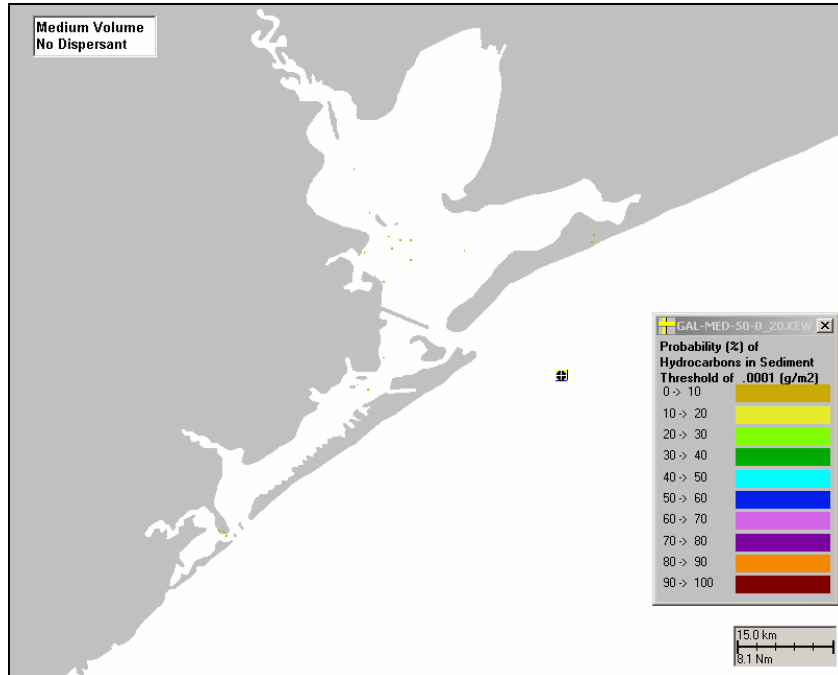 Medium Volume
No Dispersant
GAL-MED-50-0_20.KEW
Probability (%) of
Hydrocarbons in Sediment
Threshold of .0001 (g/m2)
0 -> 10
10 -> 20
20 -> 30
30 -> 40
40 -> 50
50 -> 60
60 -> 70
70 -> 80
80 -> 90
90 -> 100
15.0 km
8.1 Nm